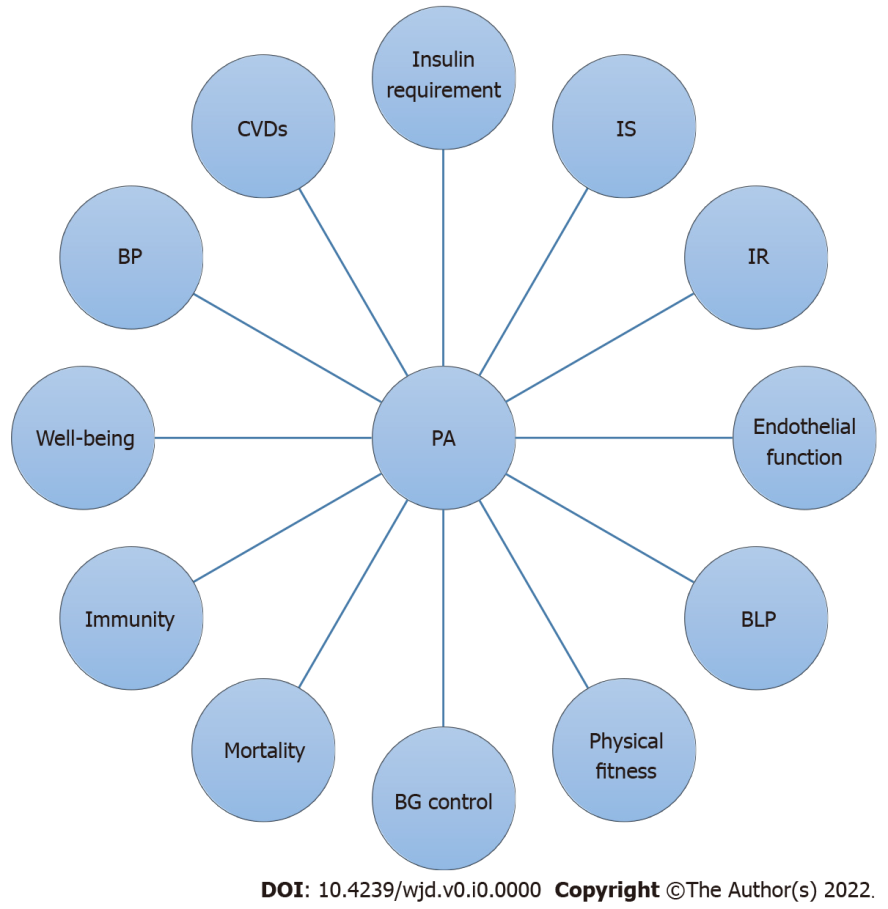 Insulin
requirement
IS
IR
Endothelial
function
BLP
Physical
fitness
BG control
Mortality
Immunity
Well-being
BP
CVDs
PA
DOI: 10.4239/wjd.v0.i0.0000 Copyright ©The Author(s) 2022.